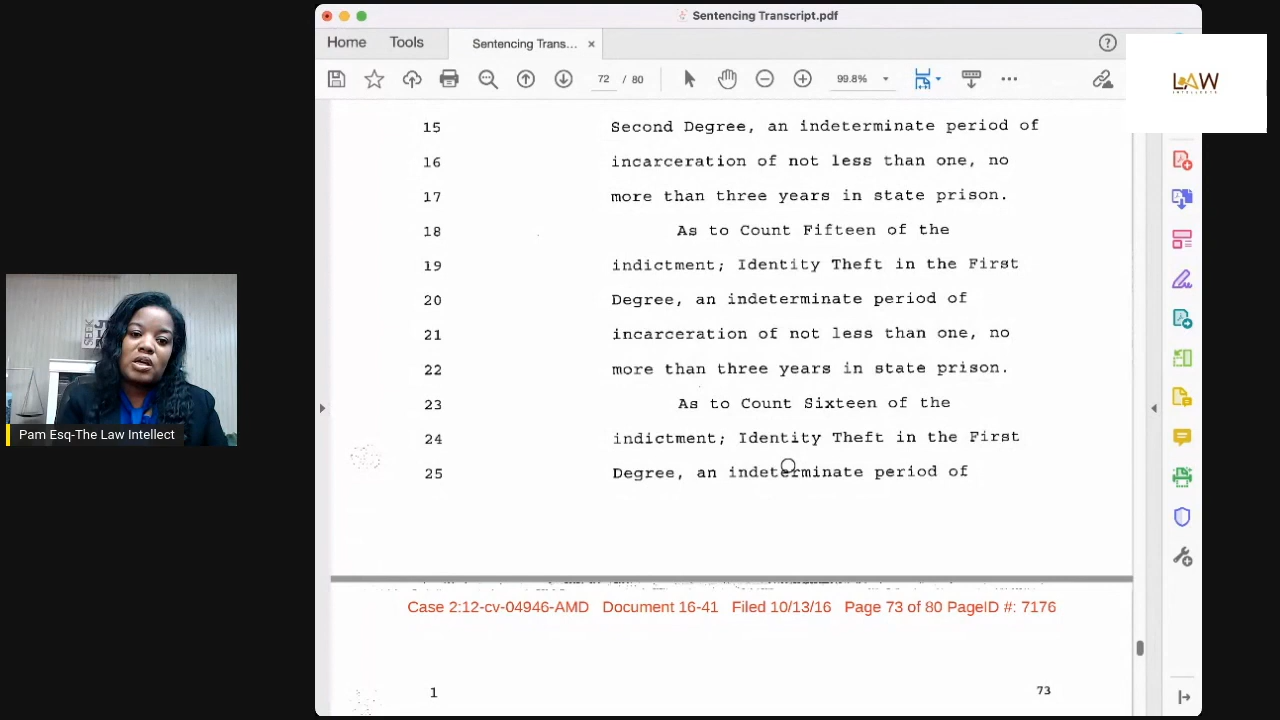 Sentencing Transcript.pdf
Home Tools Sentencing Trans... ×
72 / 80 99.8%
LAW
INTELLECT
15 Second Degree, an indeterminate period of
16 incarceration of not less than one, no
17 more than three years in state prison.
18 As to Count Fifteen of the
19 indictment; Identity Theft in the First
20 Degree, an indeterminate period of
21 incarceration of not less than one, no
22 more than three years in state prison.
23 As to Count Sixteen of the
24 indictment; Identity Theft in the First
25 Degree, an indeterminate period of
Case 2:12-cv-04946-AMD Document 16-41 Filed 10/13/16 Page 73 of 80 PageID #: 7176
73
1
SEEK
Pam Esq-The Law Intellect